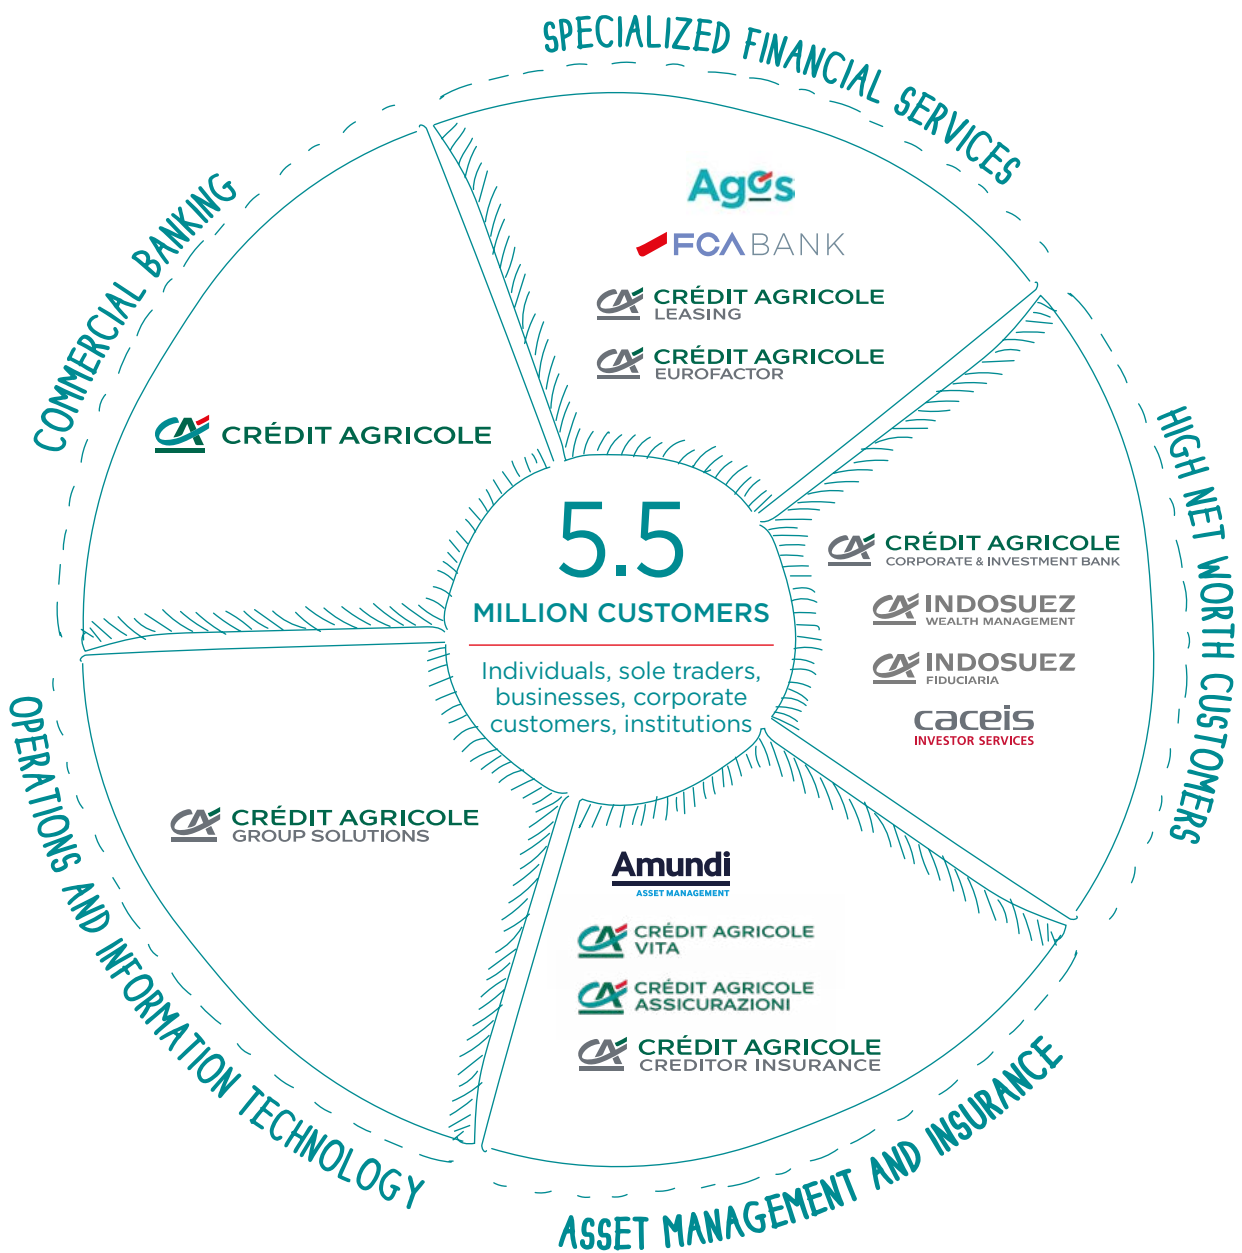 SPECIALIZED FINANCIAL SERVICES
Agos
FCA BANK
CRÉDIT AGRICOLE
LEASING
CRÉDIT AGRICOLE
EUROFACTOR
COMMERCIAL BANKING
CRÉDIT AGRICOLE
5.5
MILLION CUSTOMERS
Individuals, sole traders,
businesses, corporate
customers, institutions
HIGH NET WORTH CUSTOMERS
CRÉDIT AGRICOLE
CORPORATE & INVESTMENT BANK
INDOSUEZ
WEALTH MANAGEMENT
INDOSUEZ
FIDUCIARIA
caceis
INVESTOR SERVICES
OPERATIONS AND INFORMATION TECHNOLOGY
CRÉDIT AGRICOLE
GROUP SOLUTIONS
Amundi
ASSET MANAGEMENT
CRÉDIT AGRICOLE
VITA
CRÉDIT AGRICOLE
ASSICURAZIONI
CRÉDIT AGRICOLE
CREDITOR INSURANCE
ASSET MANAGEMENT AND INSURANCE